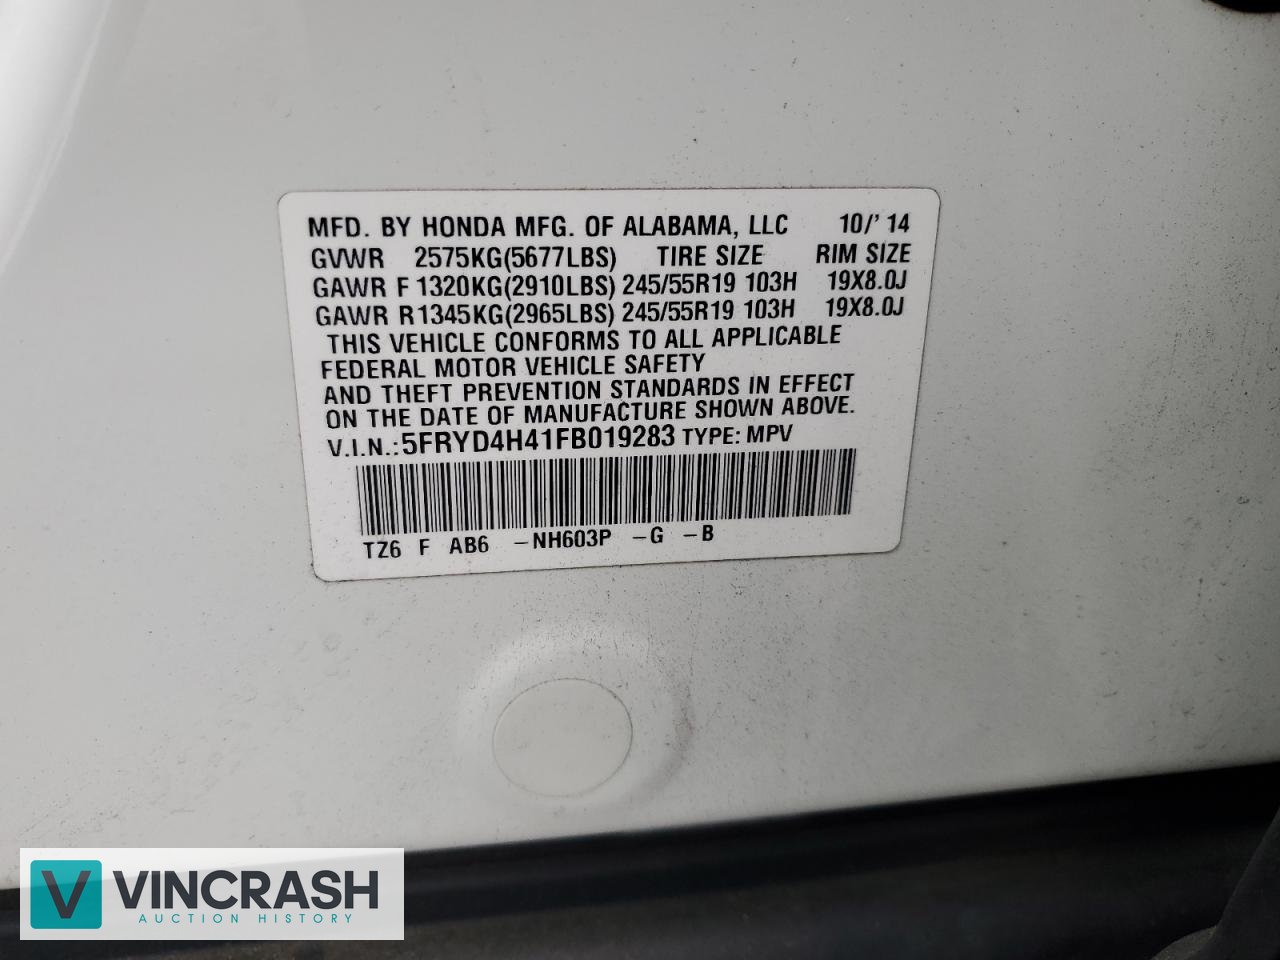 MFD. BY HONDA MFG. OF ALABAMA, LLC 10/'14
GVWR 2575KG(5677LBS) TIRE SIZE RIM SIZE
GAWR F 1320KG(2910LBS) 245/55R19 103H 19X8.0J
GAWR R1345KG(2965LBS) 245/55R19 103H 19X8.0J
THIS VEHICLE CONFORMS TO ALL APPLICABLE
FEDERAL MOTOR VEHICLE SAFETY
AND THEFT PREVENTION STANDARDS IN EFFECT
ON THE DATE OF MANUFACTURE SHOWN ABOVE.
V.I.N.:5FRYD4H41FB019283 TYPE: MPV
TZ6 F AB6 -NH603P -G -B
V VINCRASH
AUCTION HISTORY